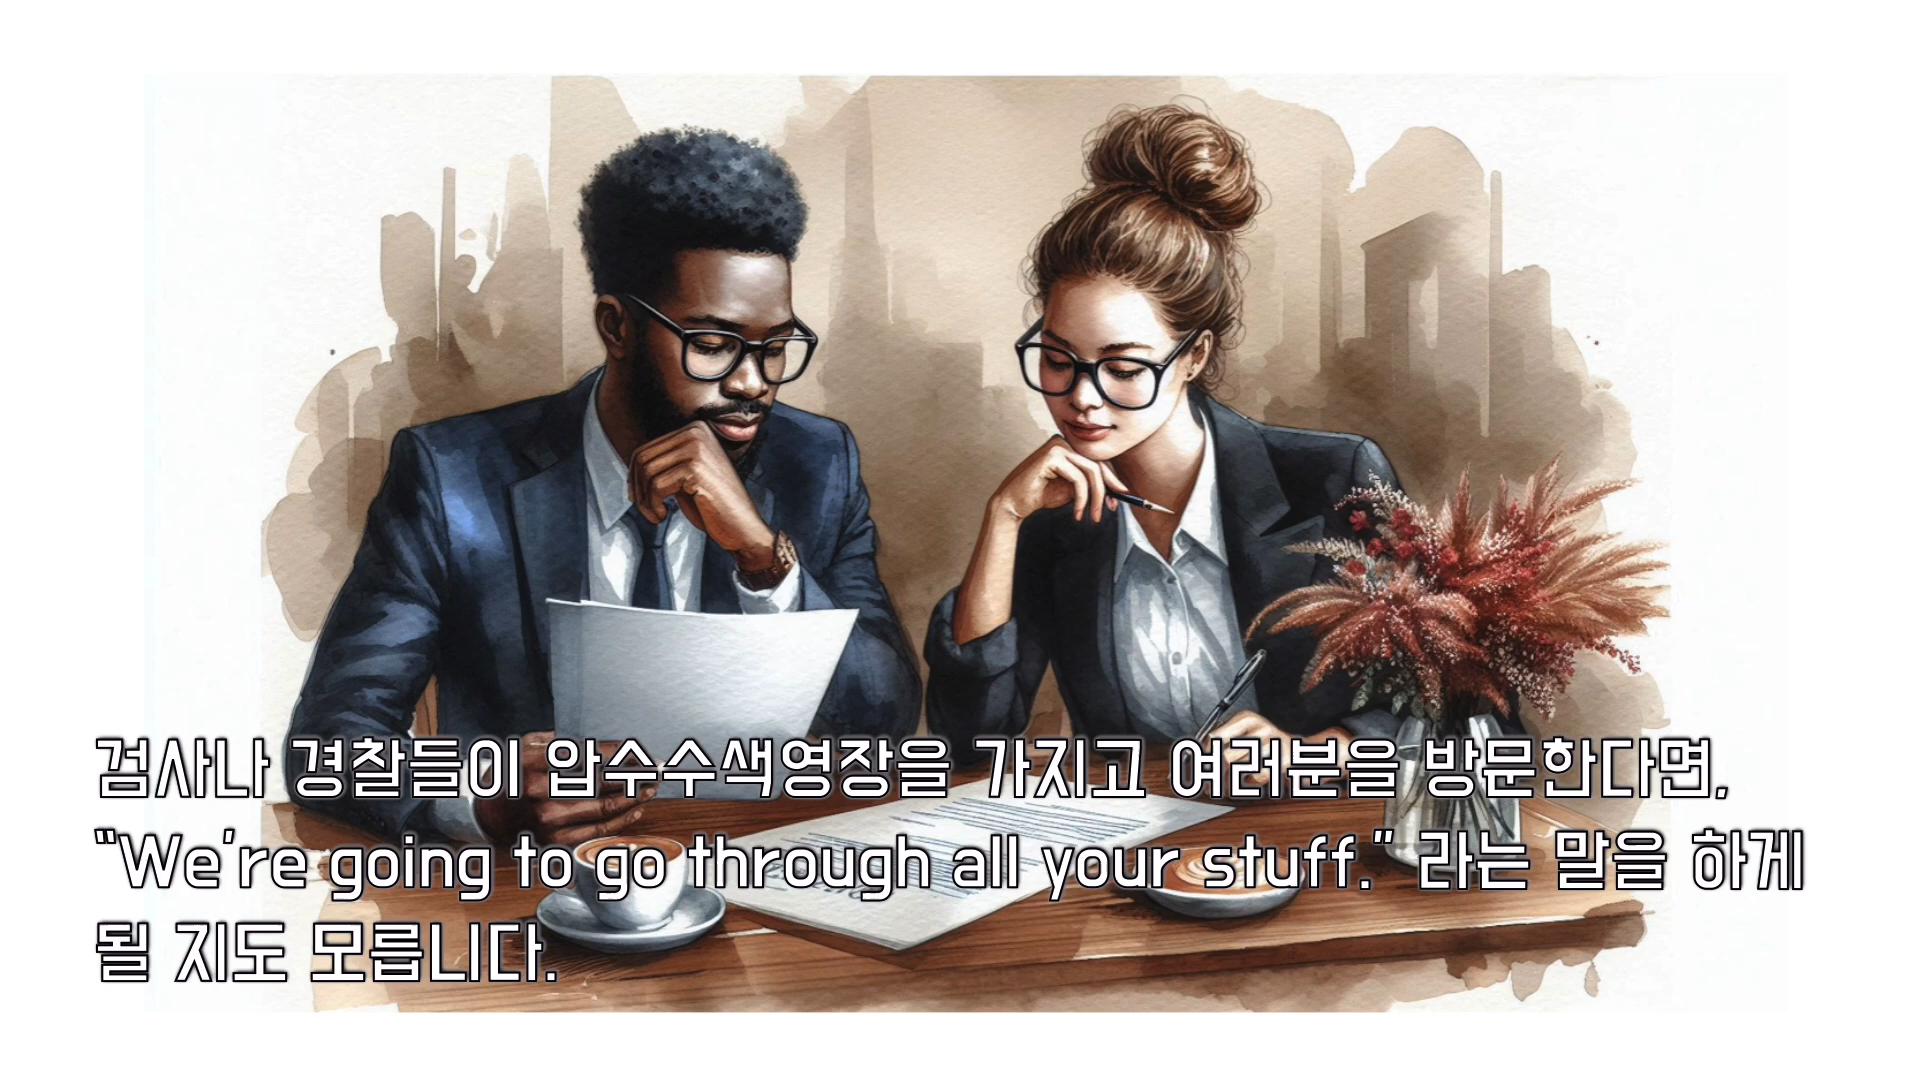 검사나 경찰들이 압수수색영장을 가지고 여러분을 방문한다면,
“We’re going to go through all your stuff.” 라는 말을 하게
될 지도 모릅니다.